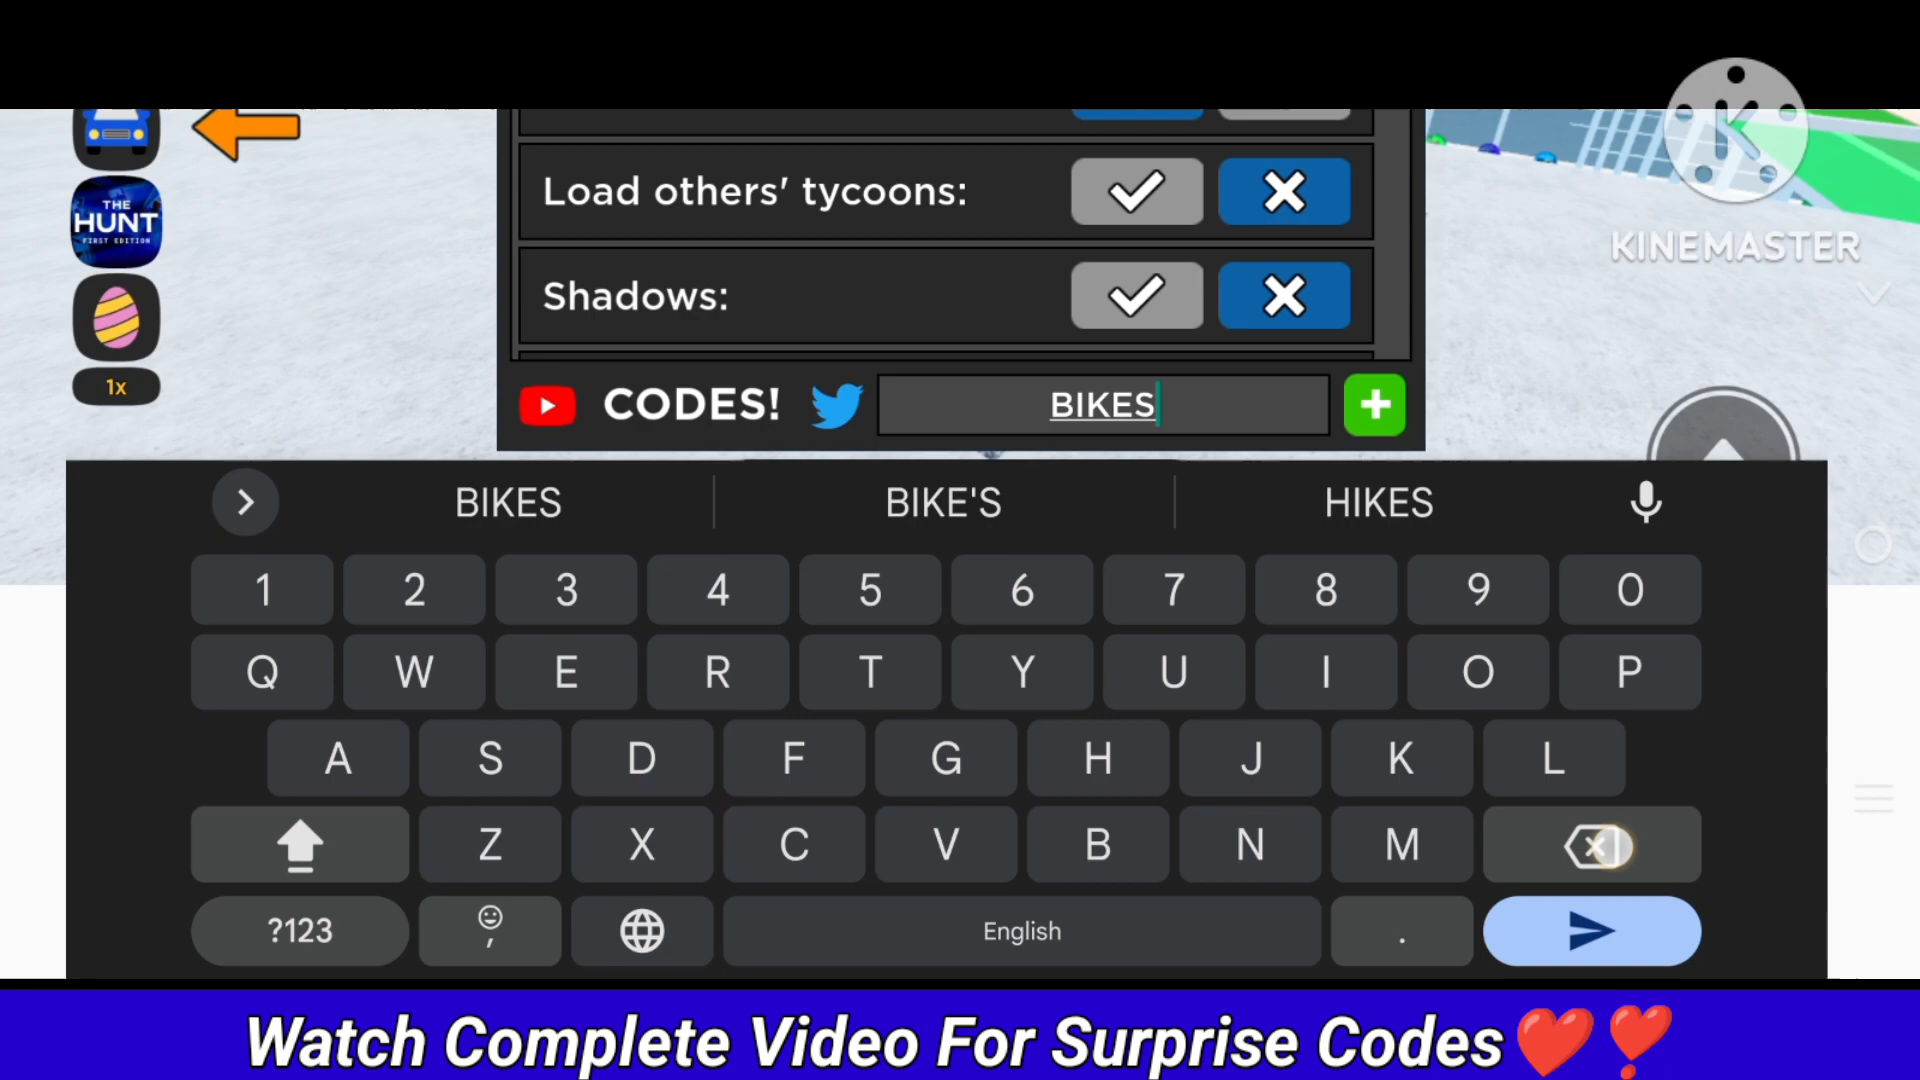 THE
HUNT
FIRST EDITION
1x
Load others' tycoons:
Shadows:
CODES!
BIKES
K
KINEMASTER
BIKES
BIKE'S
HIKES
1 2 3 4 5 6 7 8 9 0
Q W E R T Y U I O P
A S D F G H J K L
Z X C V B N M
?123 , English .
Watch Complete Video For Surprise Codes❤️❣️